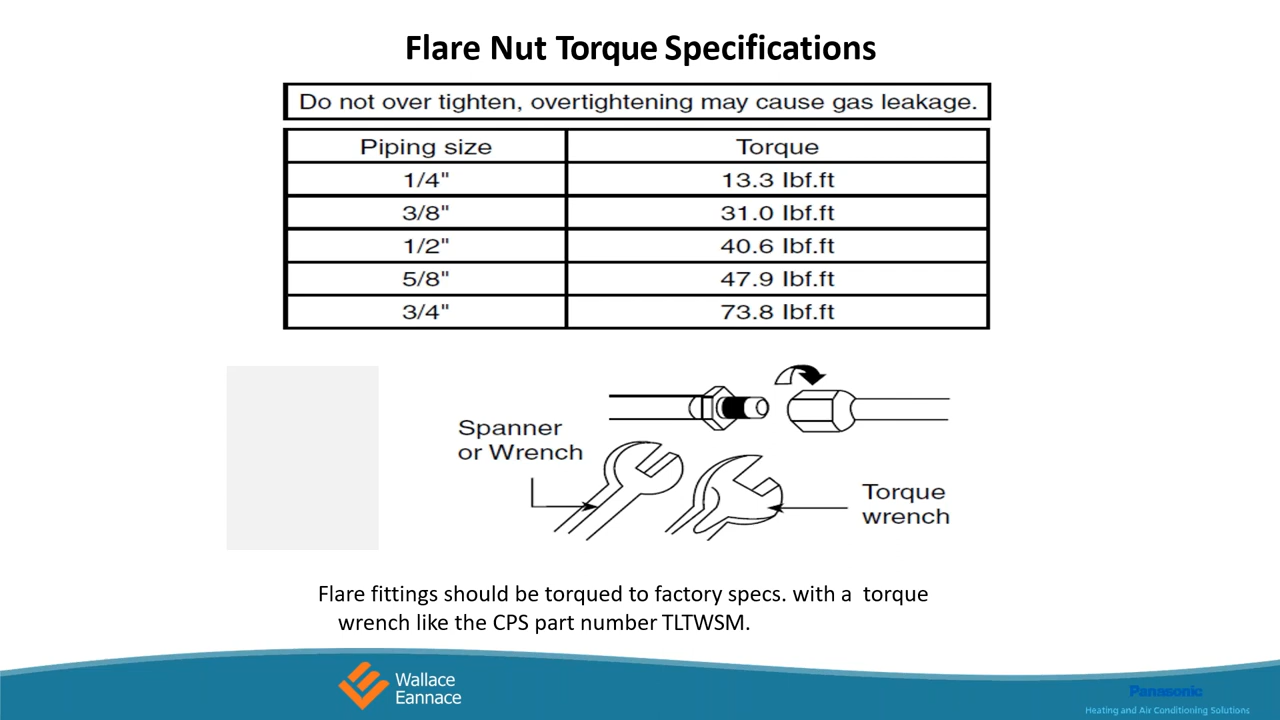 Flare Nut Torque Specifications
Do not over tighten, overtightening may cause gas leakage.
Piping size Torque
1/4" 13.3 lbf.ft
3/8" 31.0 lbf.ft
1/2" 40.6 lbf.ft
5/8" 47.9 lbf.ft
3/4" 73.8 lbf.ft
Spanner
or Wrench
Torque
wrench
Flare fittings should be torqued to factory specs. with a torque
wrench like the CPS part number TLTWSM.
Wallace
Eannace
Panasonic
Heating and Air Conditioning Solutions